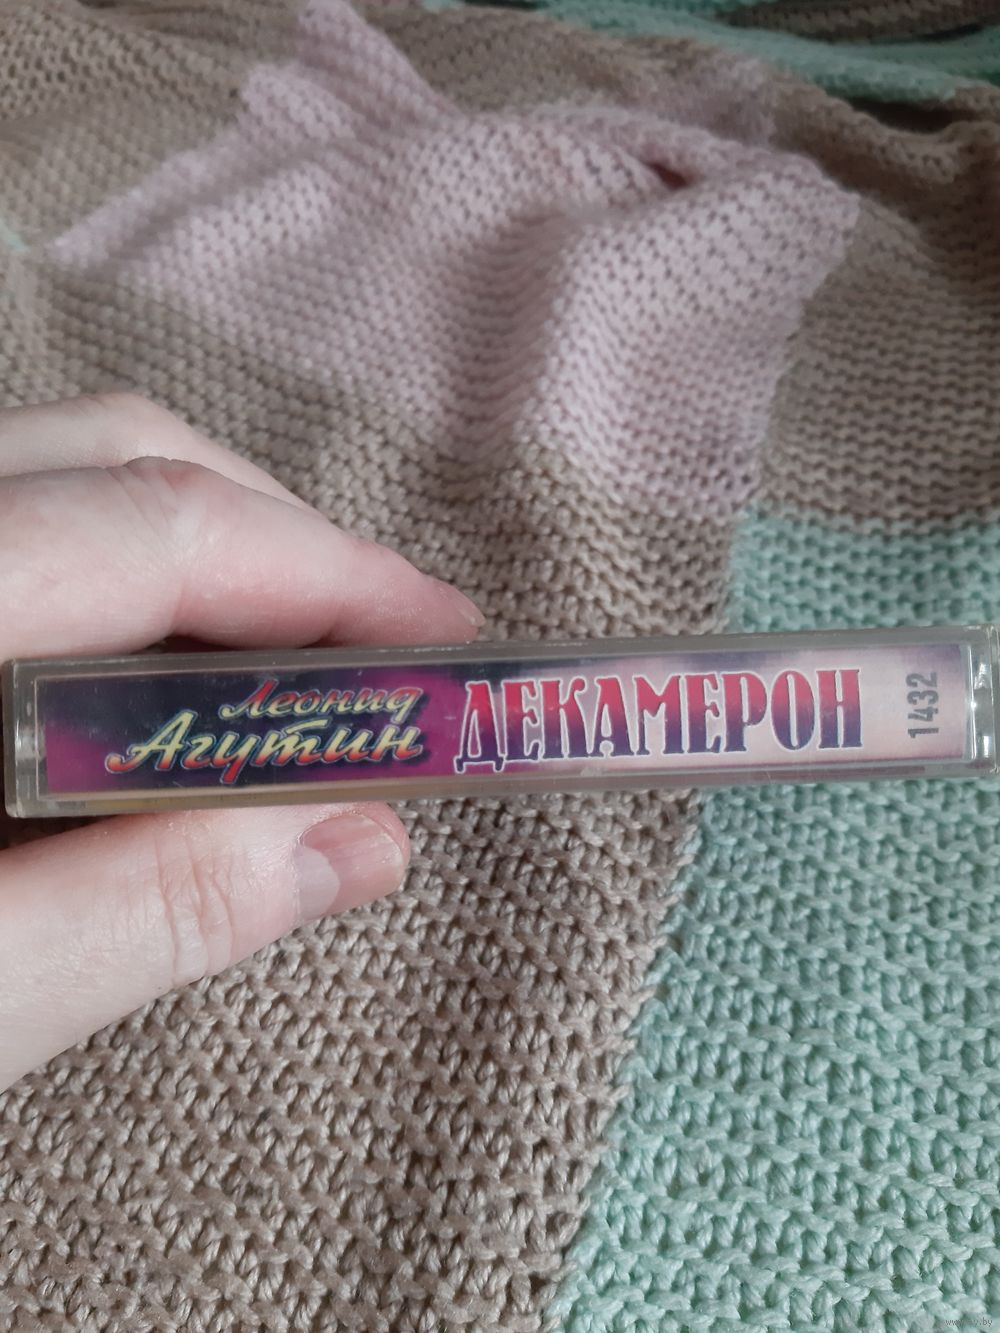 Леонид
Агутин
ДЕКАМЕРОН
1432